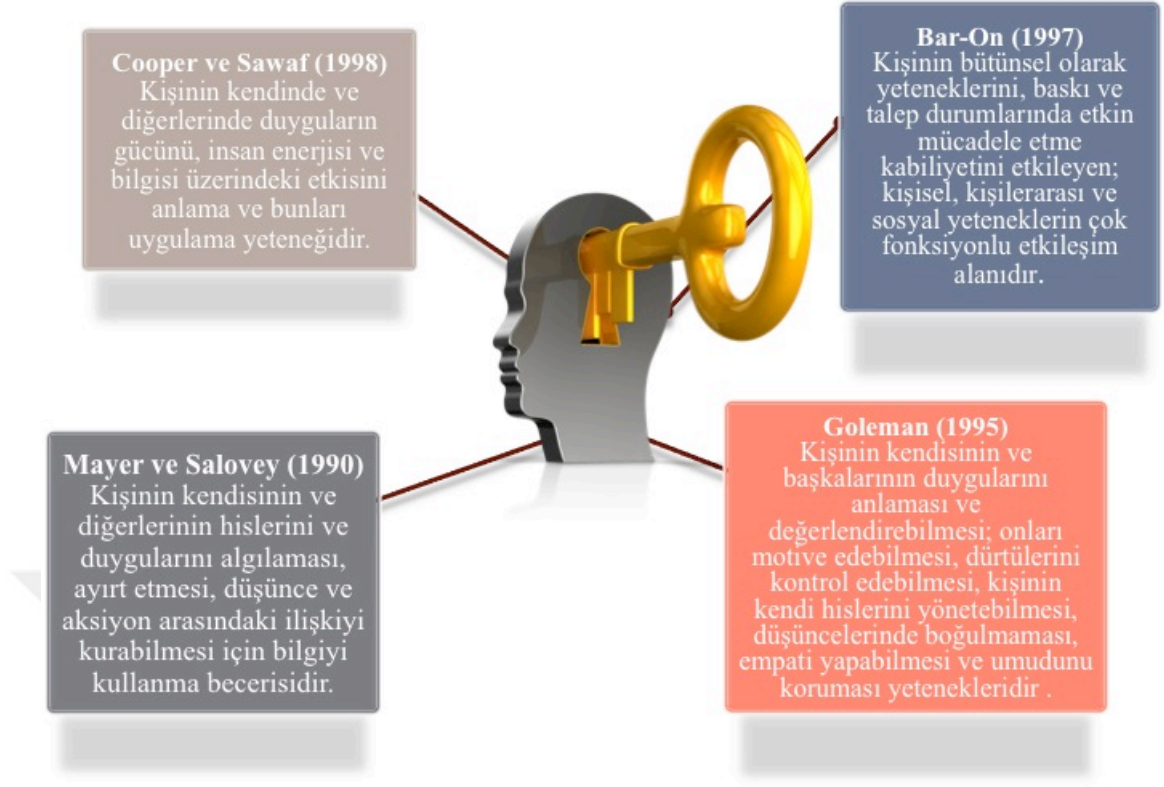 Cooper ve Sawaf (1998)
Kişinin kendinde ve
diğerlerinde duyguların
gücünü, insan enerjisi ve
bilgisi üzerindeki etkisini
anlama ve bunları
uygulama yeteneğidir.
Bar-On (1997)
Kişinin bütünsel olarak
yeteneklerini, baskı ve
talep durumlarında etkin
mücadele etme
kabiliyetini etkileyen;
kişisel, kişilerarası ve
sosyal yeteneklerin çok
fonksiyonlu etkileşim
alanıdır.
Mayer ve Salovey (1990)
Kişinin kendisinin ve
diğerlerinin hislerini ve
duygularını algılaması,
ayırt etmesi, düşünce ve
aksiyon arasındaki ilişkiyi
kurabilmesi için bilgiyi
kullanma becerisidir.
Goleman (1995)
Kişinin kendisinin ve
başkalarının duygularını
anlaması ve
değerlendirebilmesi; onları
motive edebilmesi, dürtülerini
kontrol edebilmesi, kişinin
kendi hislerini yönetebilmesi,
düşüncelerinde boğulmaması,
empati yapabilmesi ve umudunu
koruması yetenekleridir .